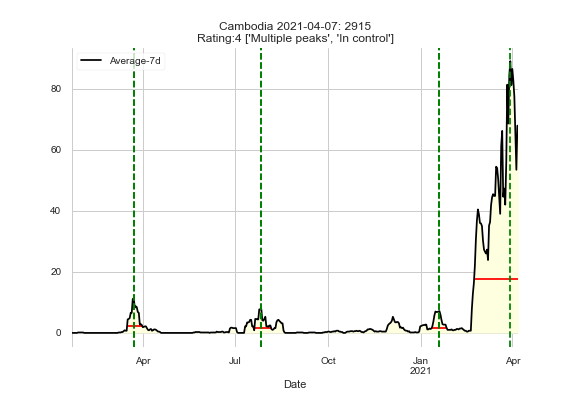 Cambodia 2021-04-07: 2915
Rating:4 ['Multiple peaks', 'In control']
Average-7d
80
60
40
20
0
Apr
Jul
Oct
Jan
2021
Apr
Date